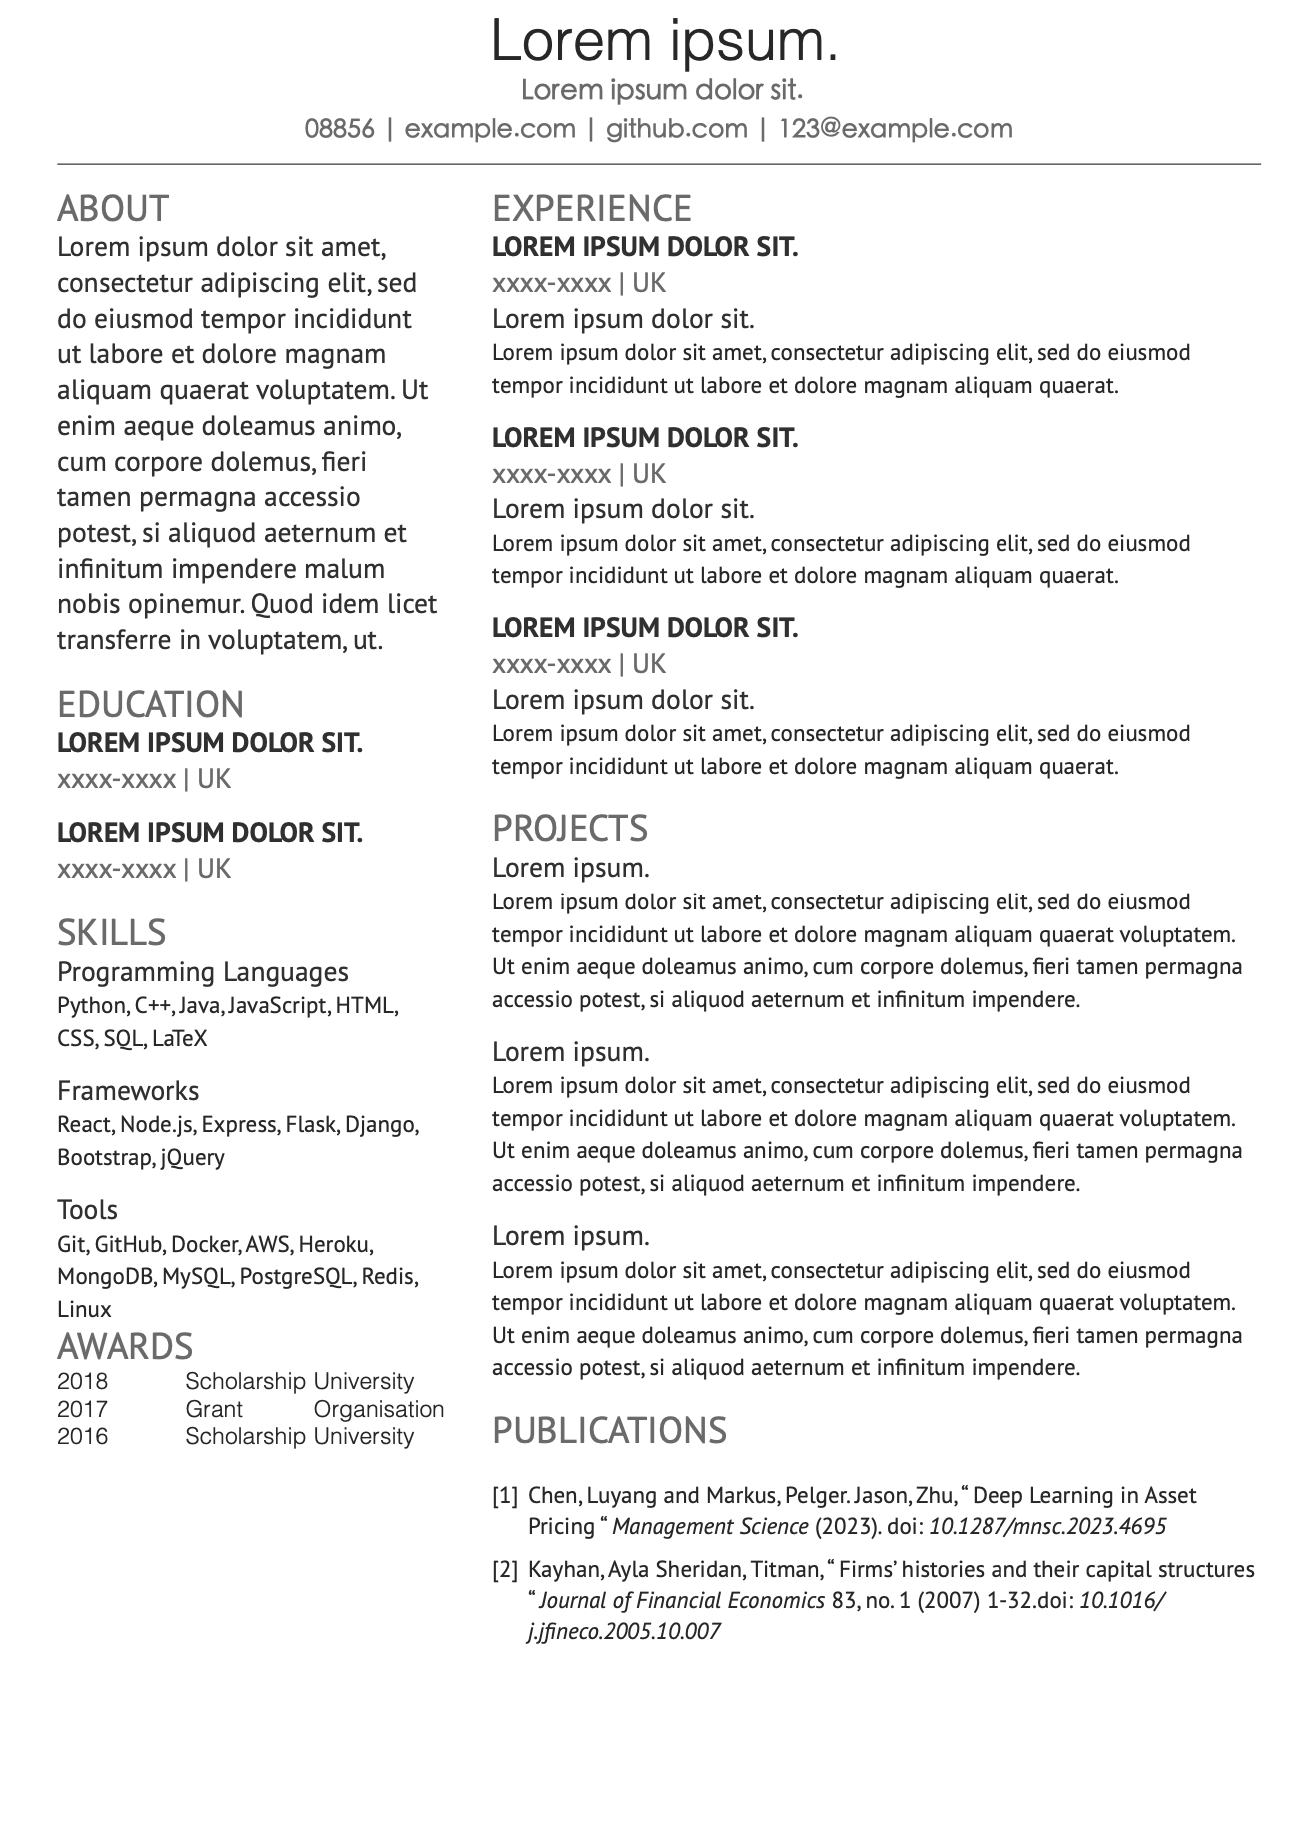 Lorem ipsum.
Lorem ipsum dolor sit.
08856 | example.com | github.com | 123@example.com
ABOUT
Lorem ipsum dolor sit amet,
consectetur adipiscing elit, sed
do eiusmod tempor incididunt
ut labore et dolore magnam
aliquam quaerat voluptatem. Ut
enim aeque doleamus animo,
cum corpore dolemus, fieri
tamen permagna accessio
potest, si aliquod aeternum et
infinitum impendere malum
nobis opinemur. Quod idem licet
transferre in voluptatem, ut.
EDUCATION
LOREM IPSUM DOLOR SIT.
xxxx-xxxx | UK
LOREM IPSUM DOLOR SIT.
xxxx-xxxx | UK
SKILLS
Programming Languages
Python, C++, Java, JavaScript, HTML,
CSS, SQL, LaTeX
Frameworks
React, Node.js, Express, Flask, Django,
Bootstrap, jQuery
Tools
Git, GitHub, Docker, AWS, Heroku,
MongoDB, MySQL, PostgreSQL, Redis,
Linux
AWARDS
2018 Scholarship University
2017 Grant Organisation
2016 Scholarship University
EXPERIENCE
LOREM IPSUM DOLOR SIT.
xxxx-xxxx | UK
Lorem ipsum dolor sit.
Lorem ipsum dolor sit amet, consectetur adipiscing elit, sed do eiusmod
tempor incididunt ut labore et dolore magnam aliquam quaerat.
LOREM IPSUM DOLOR SIT.
xxxx-xxxx | UK
Lorem ipsum dolor sit.
Lorem ipsum dolor sit amet, consectetur adipiscing elit, sed do eiusmod
tempor incididunt ut labore et dolore magnam aliquam quaerat.
LOREM IPSUM DOLOR SIT.
xxxx-xxxx | UK
Lorem ipsum dolor sit.
Lorem ipsum dolor sit amet, consectetur adipiscing elit, sed do eiusmod
tempor incididunt ut labore et dolore magnam aliquam quaerat.
PROJECTS
Lorem ipsum.
Lorem ipsum dolor sit amet, consectetur adipiscing elit, sed do eiusmod
tempor incididunt ut labore et dolore magnam aliquam quaerat voluptatem.
Ut enim aeque doleamus animo, cum corpore dolemus, fieri tamen permagna
accessio potest, si aliquod aeternum et infinitum impendere.
Lorem ipsum.
Lorem ipsum dolor sit amet, consectetur adipiscing elit, sed do eiusmod
tempor incididunt ut labore et dolore magnam aliquam quaerat voluptatem.
Ut enim aeque doleamus animo, cum corpore dolemus, fieri tamen permagna
accessio potest, si aliquod aeternum et infinitum impendere.
Lorem ipsum.
Lorem ipsum dolor sit amet, consectetur adipiscing elit, sed do eiusmod
tempor incididunt ut labore et dolore magnam aliquam quaerat voluptatem.
Ut enim aeque doleamus animo, cum corpore dolemus, fieri tamen permagna
accessio potest, si aliquod aeternum et infinitum impendere.
PUBLICATIONS
[1] Chen, Luyang and Markus, Pelger. Jason, Zhu, “ Deep Learning in Asset
Pricing “ Management Science (2023). doi: 10.1287/mnsc.2023.4695
[2] Kayhan, Ayla Sheridan, Titman, “ Firms’ histories and their capital structures
“ Journal of Financial Economics 83, no. 1 (2007) 1-32.doi: 10.1016/
j.jfineco.2005.10.007